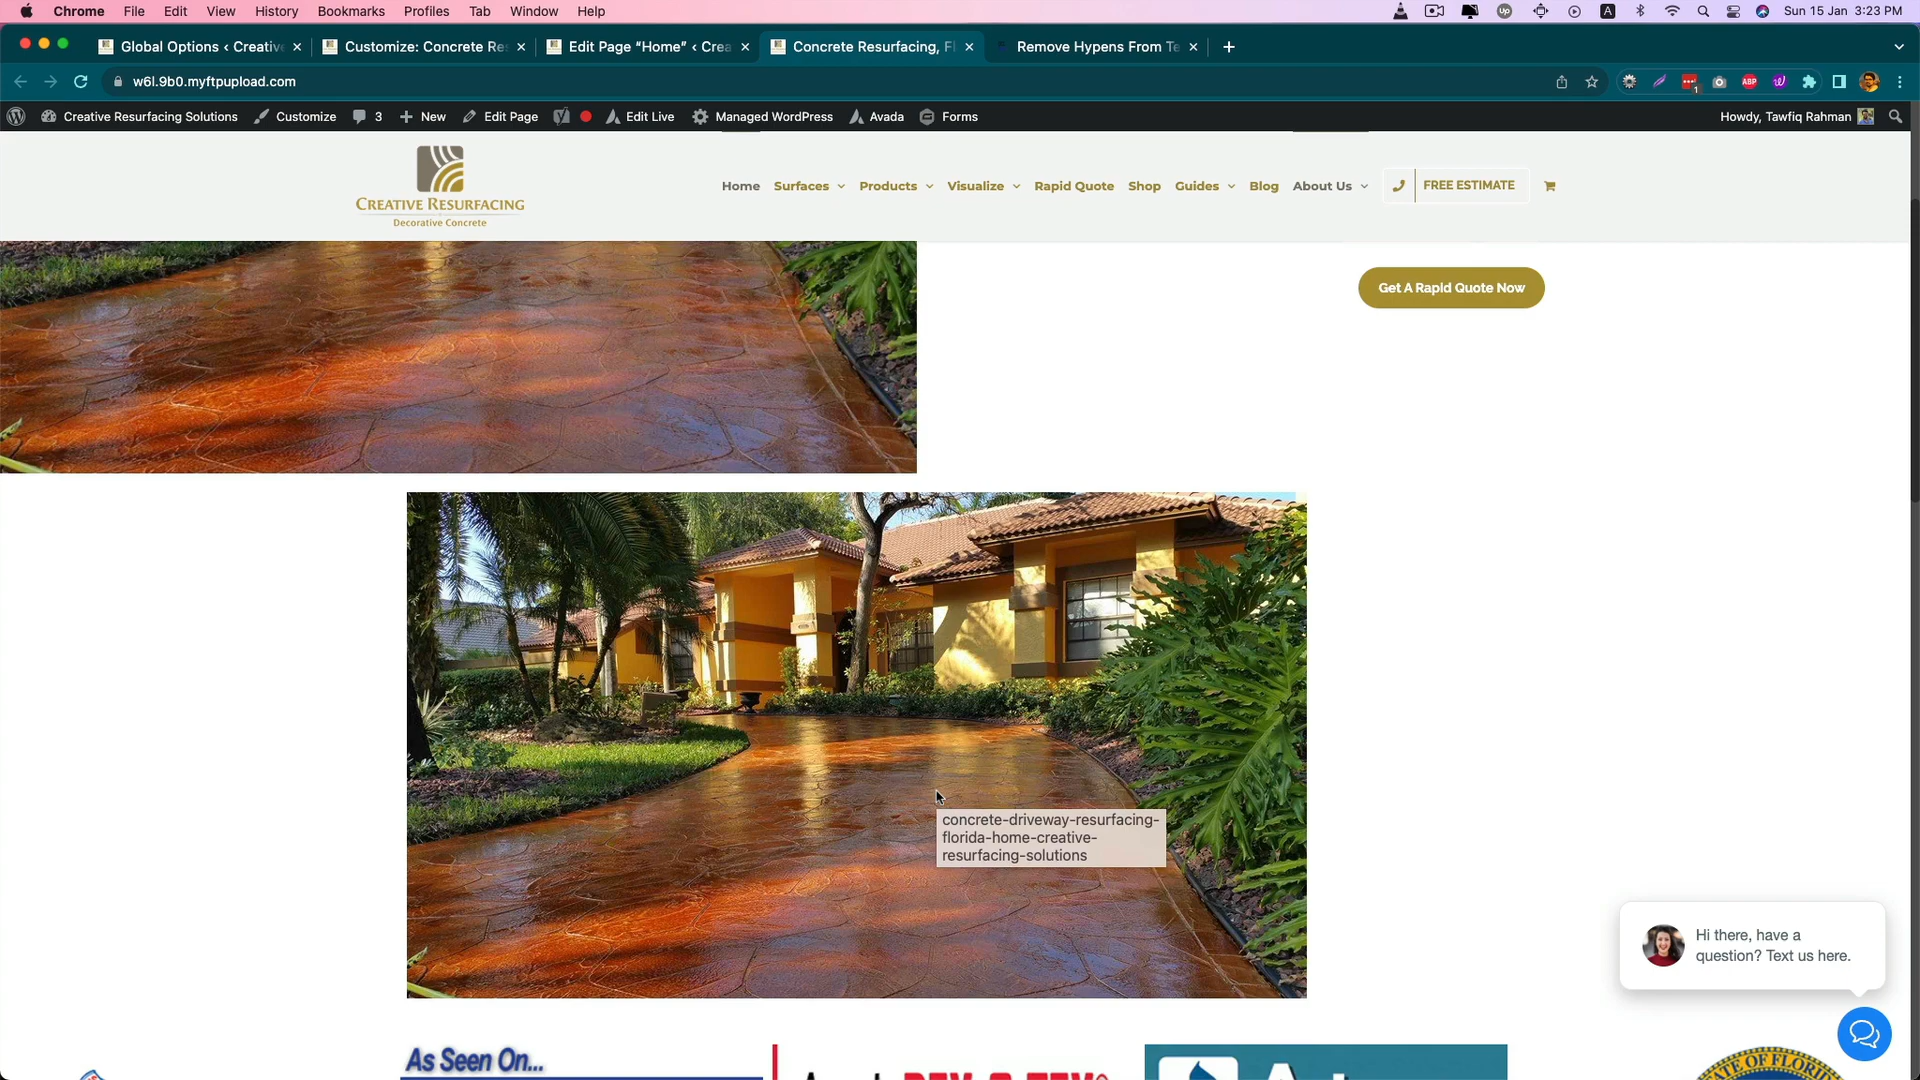 Chrome File Edit View History Bookmarks Profiles Tab Window Help
A
Sun 15 Jan 3:23 PM
Global Options ‹ Creative
Customize: Concrete Re
Edit Page “Home” ‹ Crea
Concrete Resurfacing, F
Remove Hypens From Te
w6l.9b0.myftpupload.com
ABP
1
Creative Resurfacing Solutions
Customize
3
New
Edit Page
Edit Live
Managed WordPress
Avada
Forms
Howdy, Tawfiq Rahman
CREATIVE RESURFACING
Decorative Concrete
Home Surfaces Products Visualize Rapid Quote Shop Guides Blog About Us
FREE ESTIMATE
Get A Rapid Quote Now
concrete-driveway-resurfacing-
florida-home-creative-
resurfacing-solutions
Hi there, have a
question? Text us here.
As Seen On...